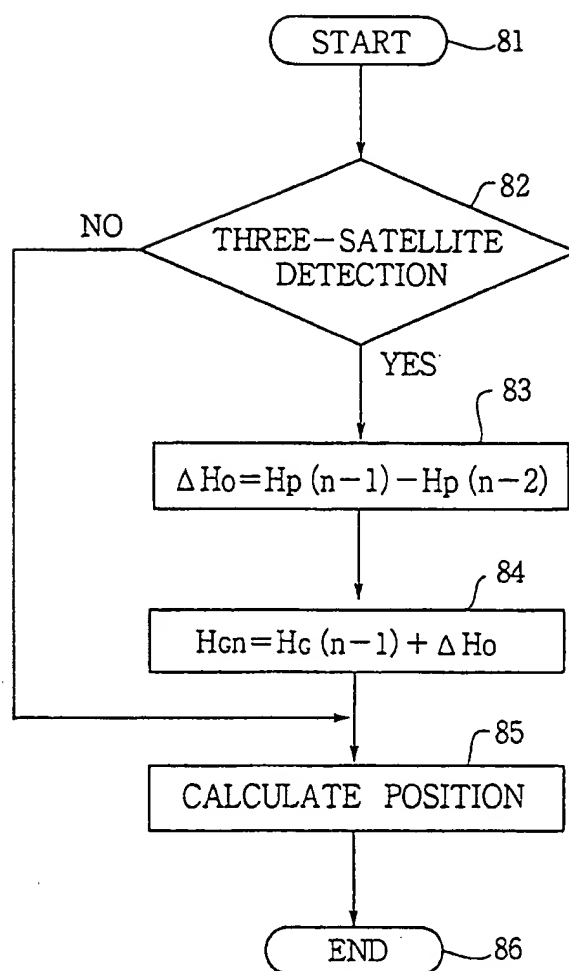 START
81
82
NO
THREE-SATELLITE
DETECTION
YES
83
ΔHo=Hp(n-1)-Hp(n-2)
84
HGn=HG(n-1)+ΔHo
85
CALCULATE POSITION
END
86